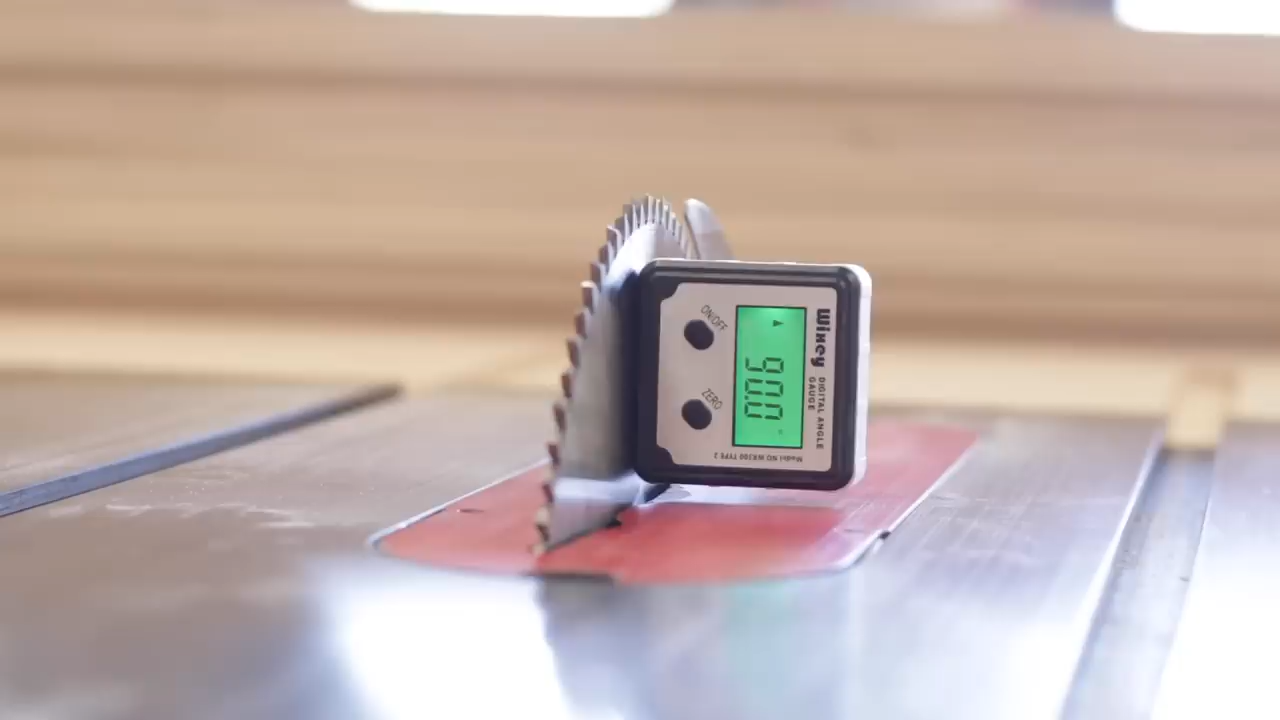 Wixey
DIGITAL ANGLE
GAUGE
90.0°
ON/OFF
ZERO
Model NO. WR300 TYPE 2